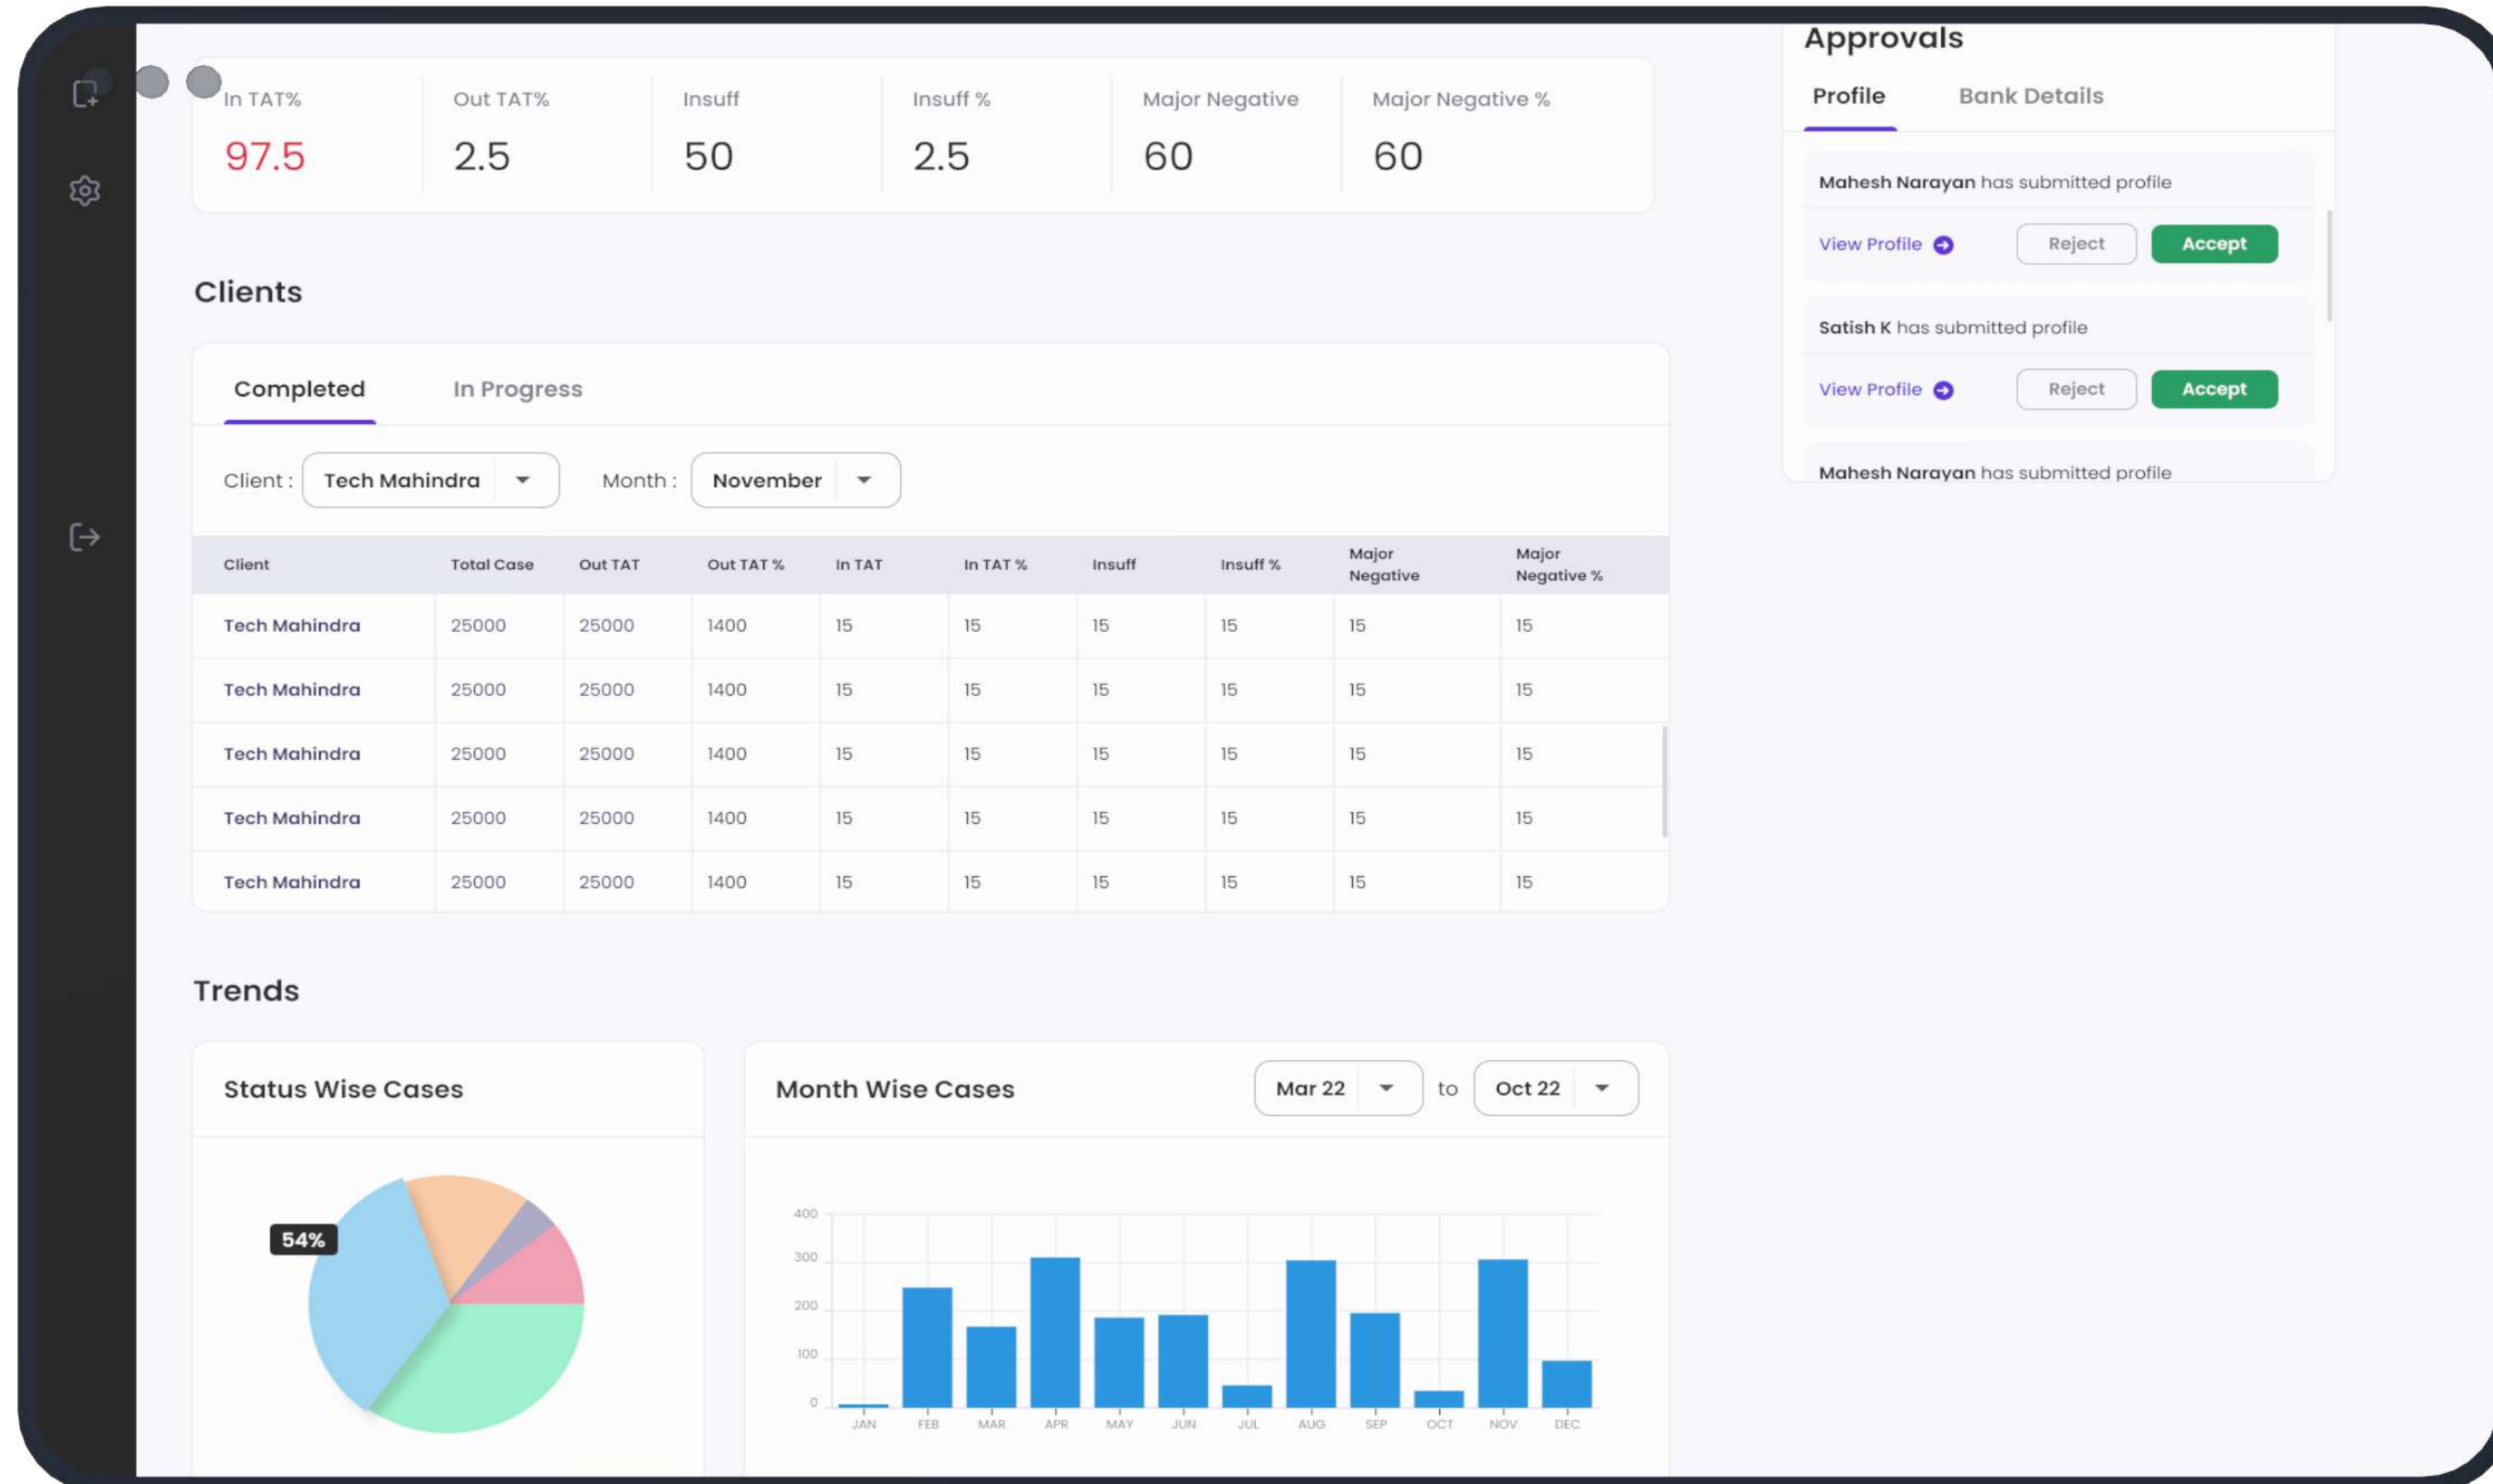 In TAT% Out TAT% Insuff Insuff % Major Negative Major Negative %
97.5 2.5 50 2.5 60 60
Clients
Completed In Progress
Client : Tech Mahindra Month : November
Client Total Case Out TAT Out TAT % In TAT In TAT % Insuff Insuff % Major Negative Major Negative %
Tech Mahindra 25000 25000 1400 15 15 15 15 15 15
Tech Mahindra 25000 25000 1400 15 15 15 15 15 15
Tech Mahindra 25000 25000 1400 15 15 15 15 15 15
Tech Mahindra 25000 25000 1400 15 15 15 15 15 15
Tech Mahindra 25000 25000 1400 15 15 15 15 15 15
Trends
Status Wise Cases
54%
Month Wise Cases Mar 22 to Oct 22
400
300
200
100
0
JAN FEB MAR APR MAY JUN JUL AUG SEP OCT NOV DEC
Approvals
Profile Bank Details
Mahesh Narayan has submitted profile
View Profile Reject Accept
Satish K has submitted profile
View Profile Reject Accept
Mahesh Narayan has submitted profile